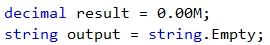 decimal result = 0.00M;
string output = string.Empty;